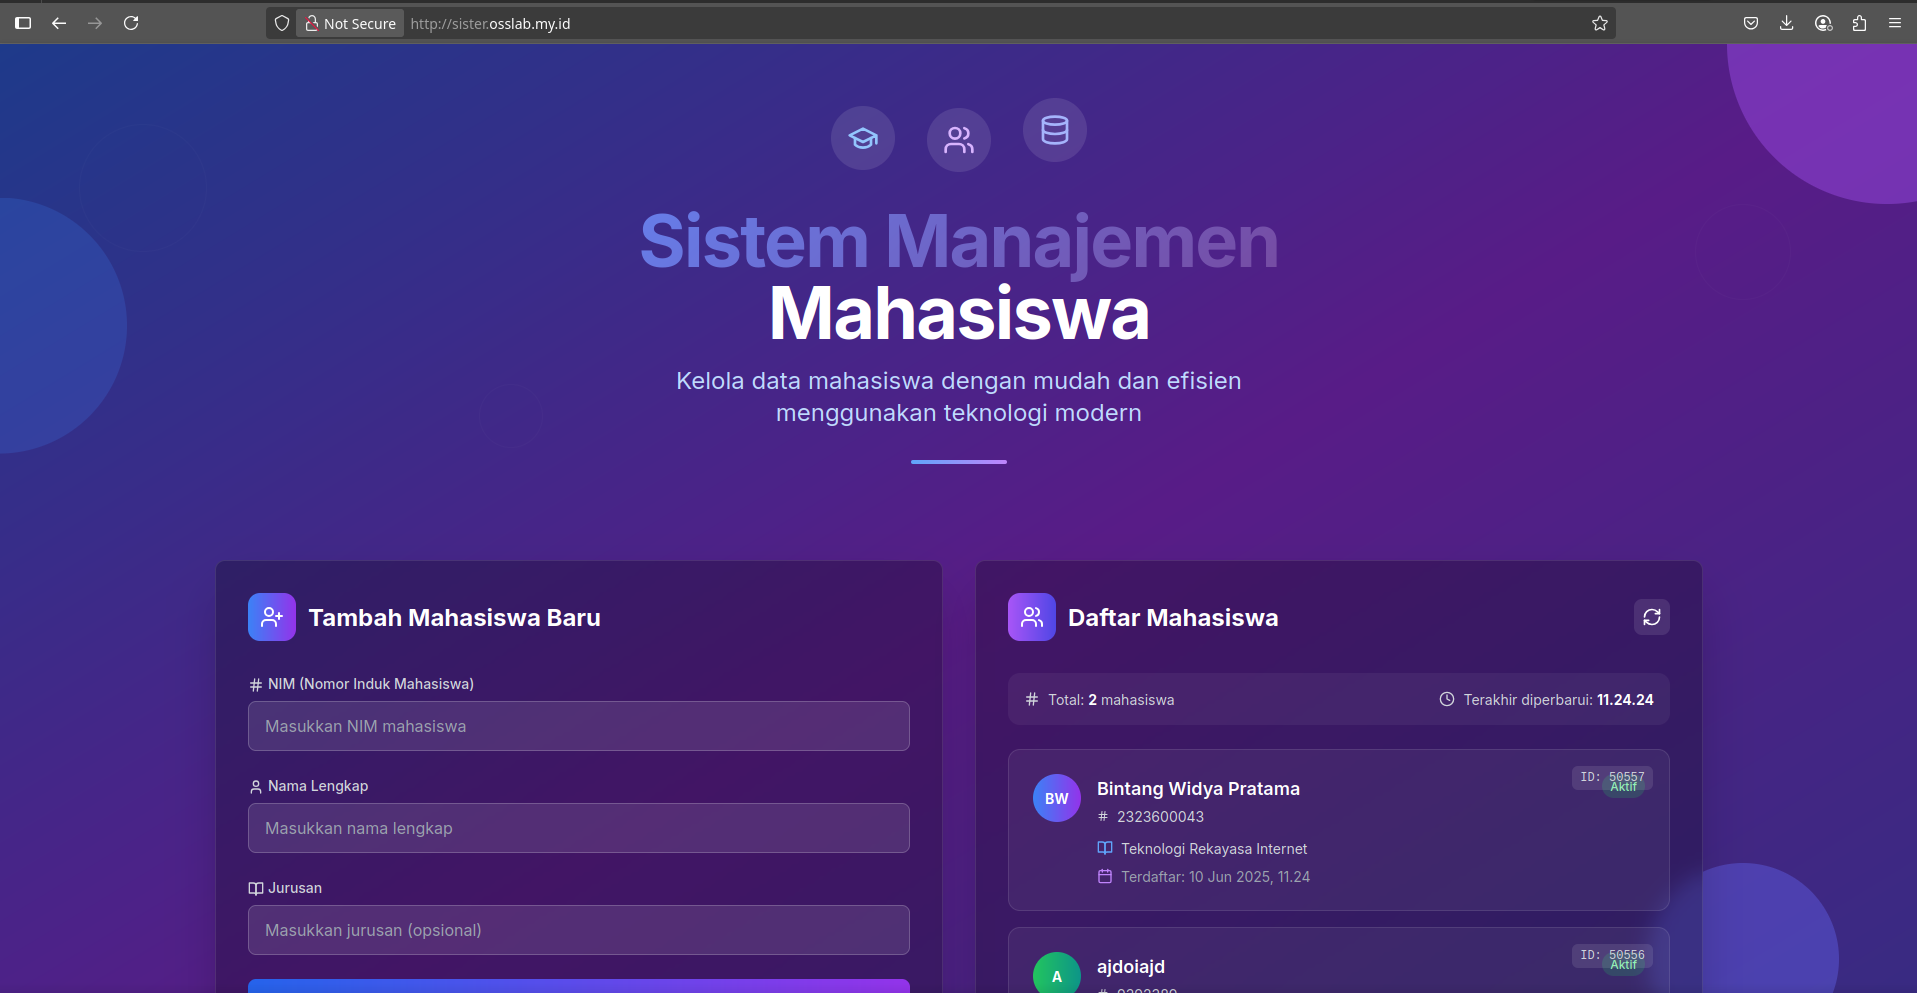 Not Secure
http://sister.osslab.my.id
Sistem Manajemen
Mahasiswa
Kelola data mahasiswa dengan mudah dan efisien
menggunakan teknologi modern
Tambah Mahasiswa Baru
# NIM (Nomor Induk Mahasiswa)
Masukkan NIM mahasiswa
Nama Lengkap
Masukkan nama lengkap
Jurusan
Masukkan jurusan (opsional)
Daftar Mahasiswa
# Total: 2 mahasiswa
Terakhir diperbarui: 11.24.24
BW
Bintang Widya Pratama
ID: 50557
Aktif
# 2323600043
Teknologi Rekayasa Internet
Terdaftar: 10 Jun 2025, 11.24
A
ajdoiajd
ID: 50556
Aktif